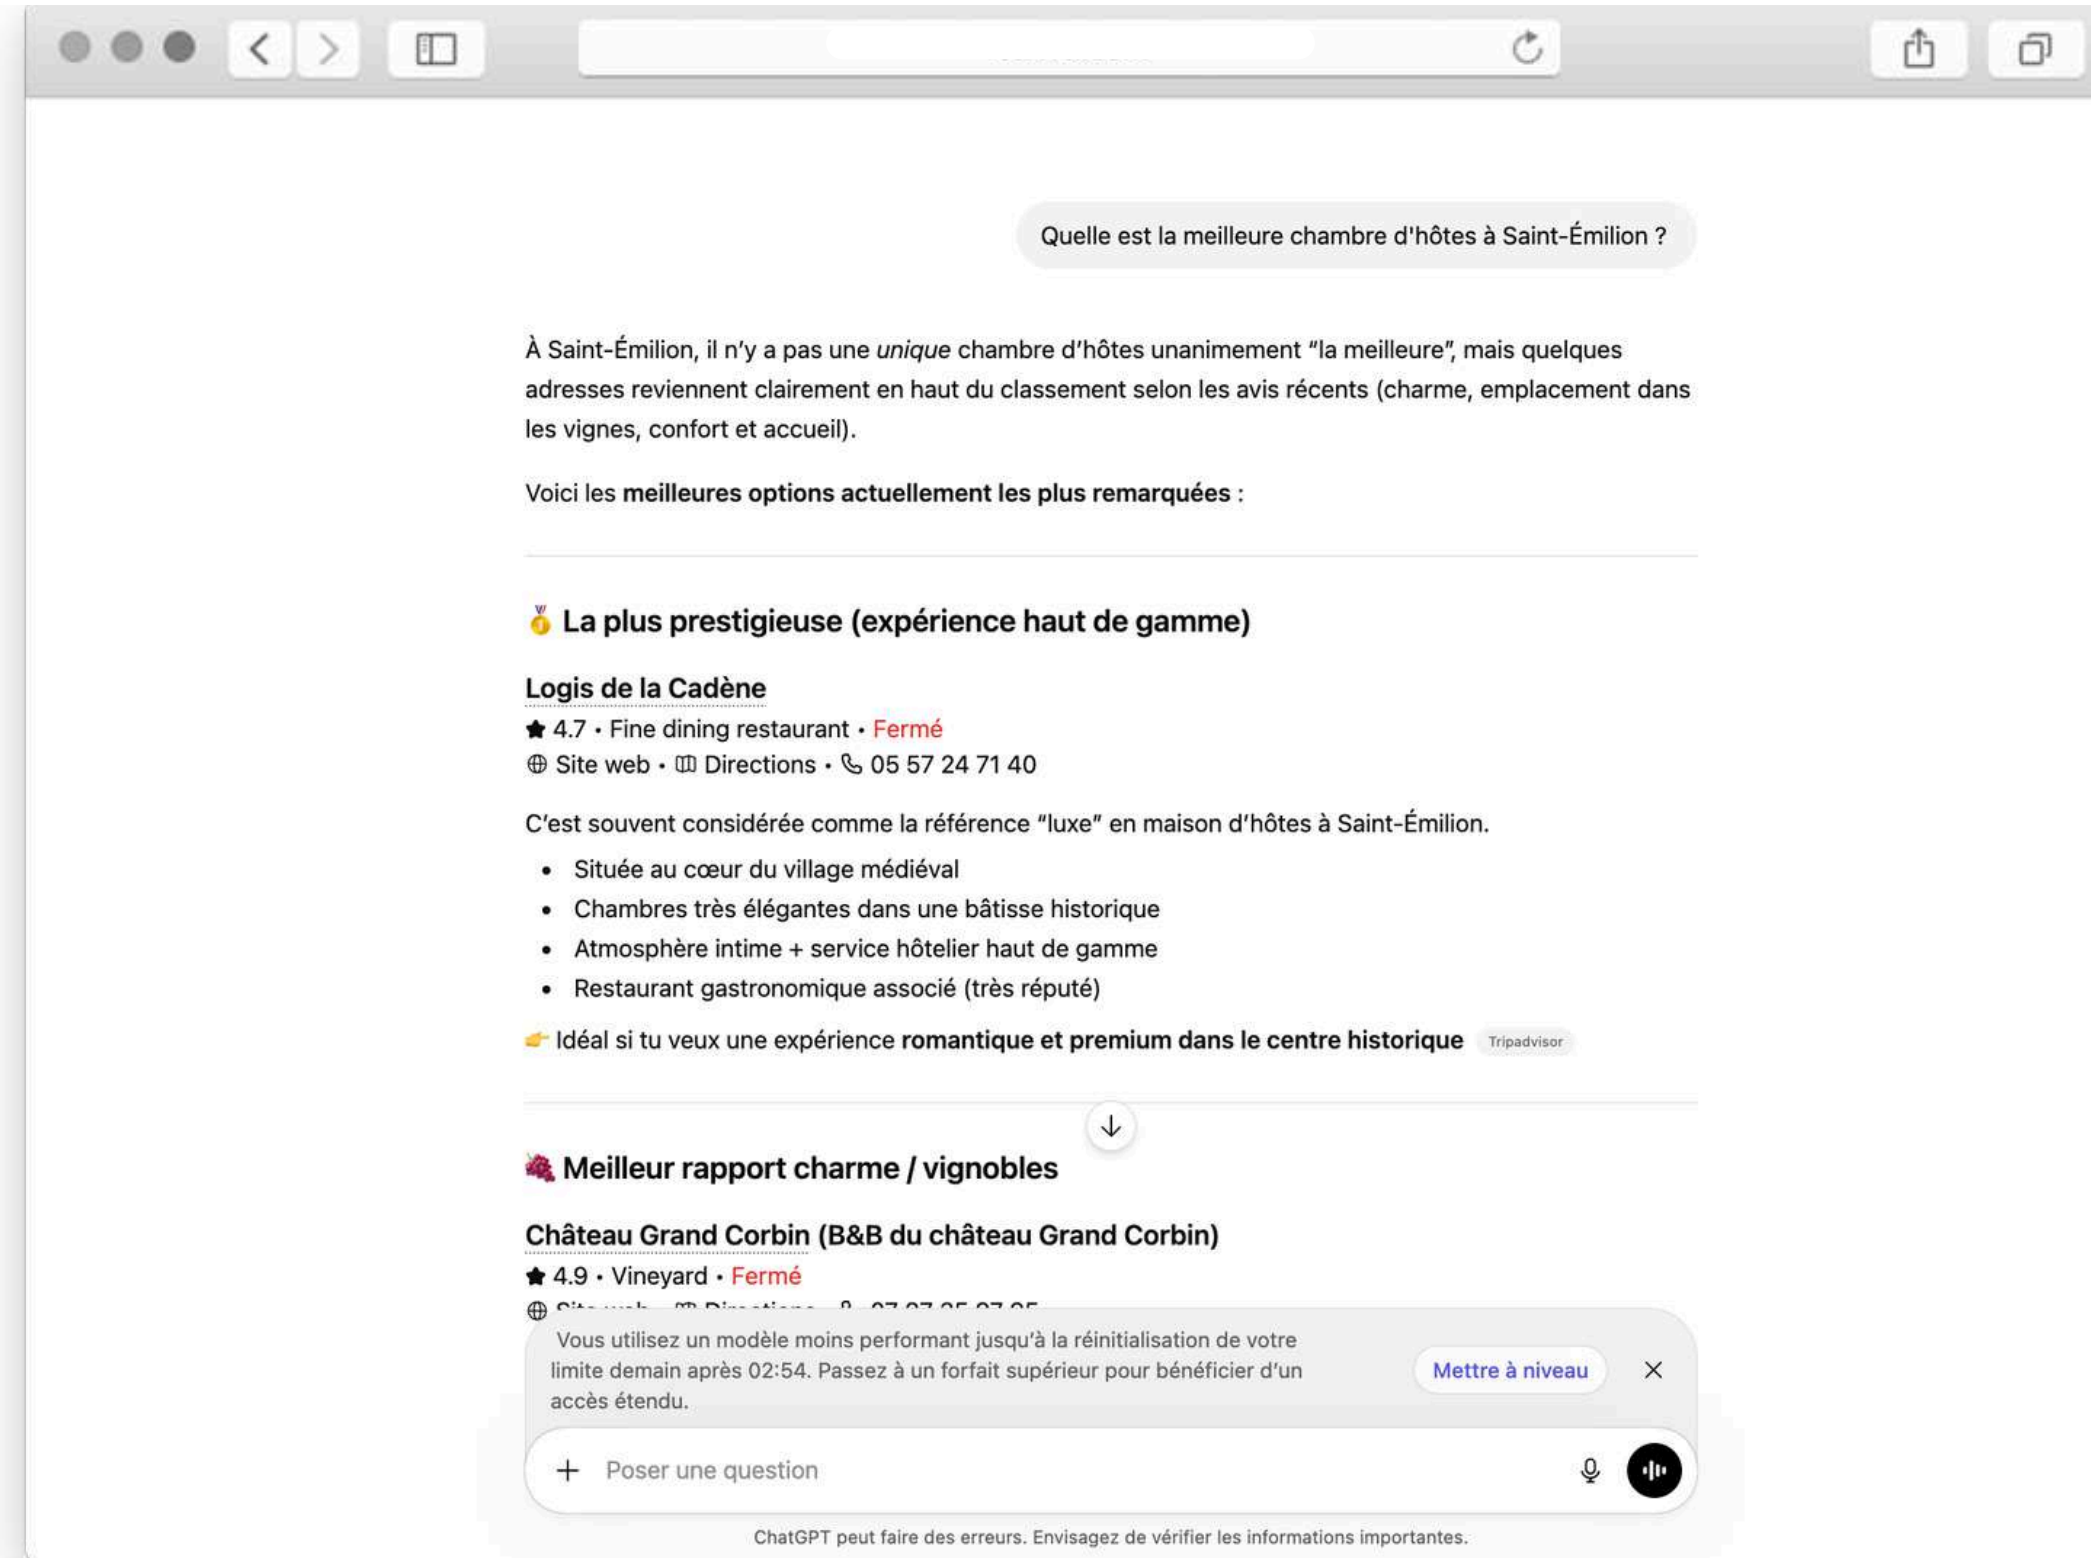 Quelle est la meilleure chambre d'hôtes à Saint-Émilion ?
À Saint-Émilion, il n'y a pas une unique chambre d'hôtes unanimement “la meilleure”, mais quelques
adresses reviennent clairement en haut du classement selon les avis récents (charme, emplacement dans
les vignes, confort et accueil).
Voici les meilleures options actuellement les plus remarquées :
🏅 La plus prestigieuse (expérience haut de gamme)
Logis de la Cadène
★ 4.7 • Fine dining restaurant • Fermé
Site web • Directions • 05 57 24 71 40
C'est souvent considérée comme la référence “luxe” en maison d'hôtes à Saint-Émilion.
• Située au cœur du village médiéval
• Chambres très élégantes dans une bâtisse historique
• Atmosphère intime + service hôtelier haut de gamme
• Restaurant gastronomique associé (très réputé)
👉 Idéal si tu veux une expérience romantique et premium dans le centre historique Tripadvisor
🍇 Meilleur rapport charme / vignobles
Château Grand Corbin (B&B du château Grand Corbin)
★ 4.9 • Vineyard • Fermé
Site web • Directions
Vous utilisez un modèle moins performant jusqu'à la réinitialisation de votre
limite demain après 02:54. Passez à un forfait supérieur pour bénéficier d'un
accès étendu.
Mettre à niveau
Poser une question
ChatGPT peut faire des erreurs. Envisagez de vérifier les informations importantes.